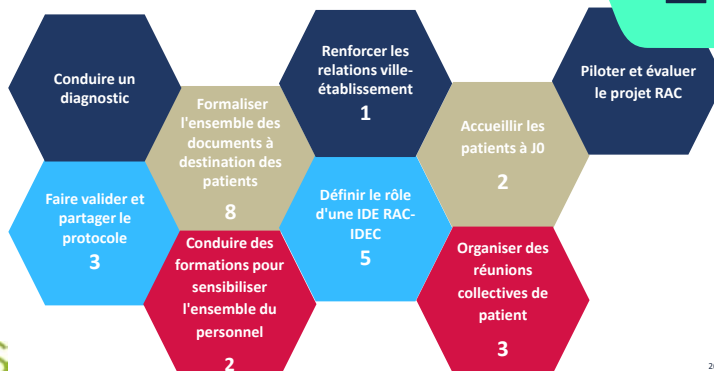 Conduire un
diagnostic
Formaliser
l'ensemble des
documents à
destination des
patients
8
Renforcer les
relations ville-
établissement
1
Accueillir les
patients à J0
2
Piloter et évaluer
le projet RAC
Faire valider et
partager le
protocole
3
Conduire des
formations pour
sensibiliser
l'ensemble du
personnel
2
Définir le rôle
d'une IDE RAC-
IDEC
5
Organiser des
réunions
collectives de
patient
3